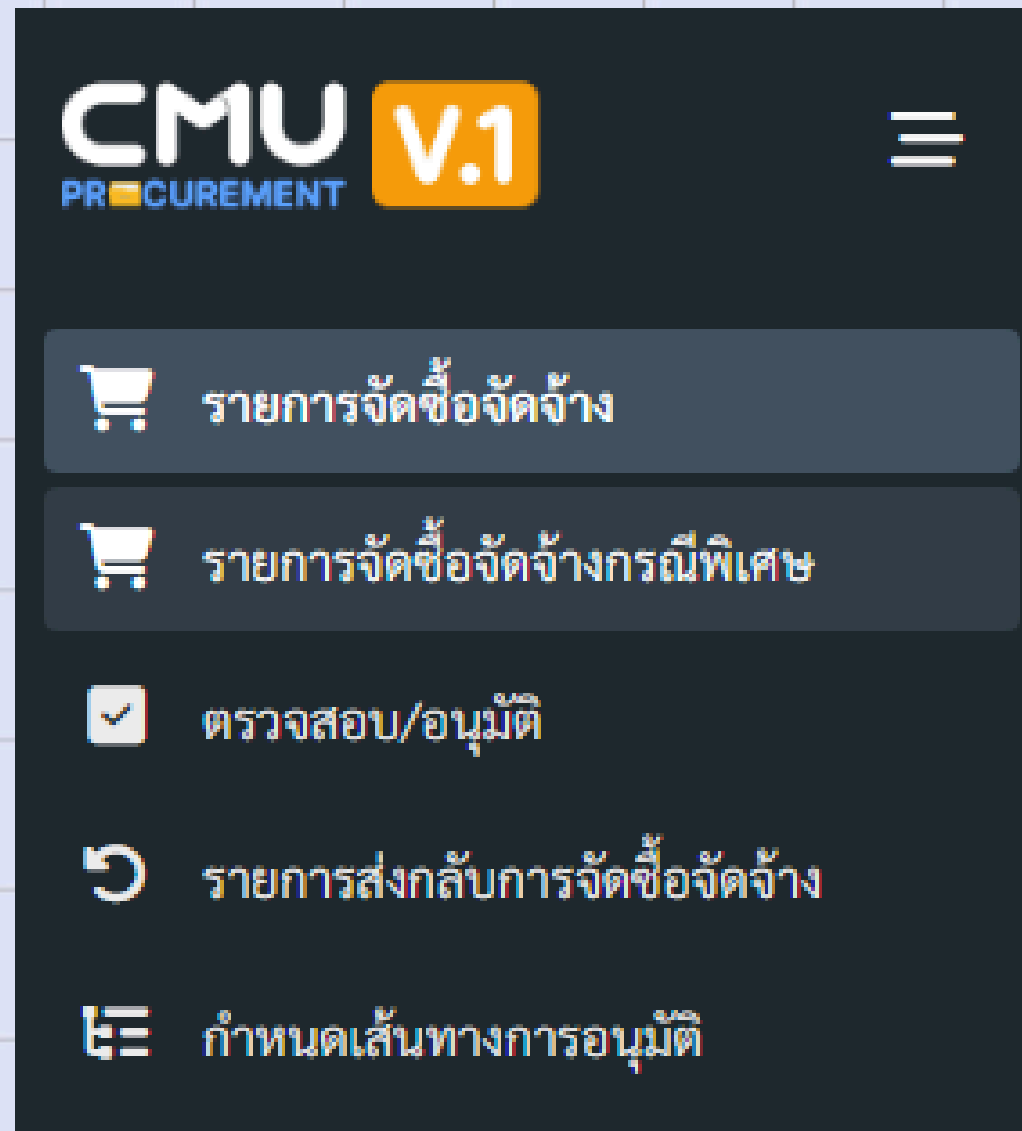 CMU V.1
PROCUREMENT
รายการจัดซื้อจัดจ้าง
รายการจัดซื้อจัดจ้างกรณีพิเศษ
ตรวจสอบ/อนุมัติ
รายการส่งกลับการจัดซื้อจัดจ้าง
กำหนดเส้นทางการอนุมัติ